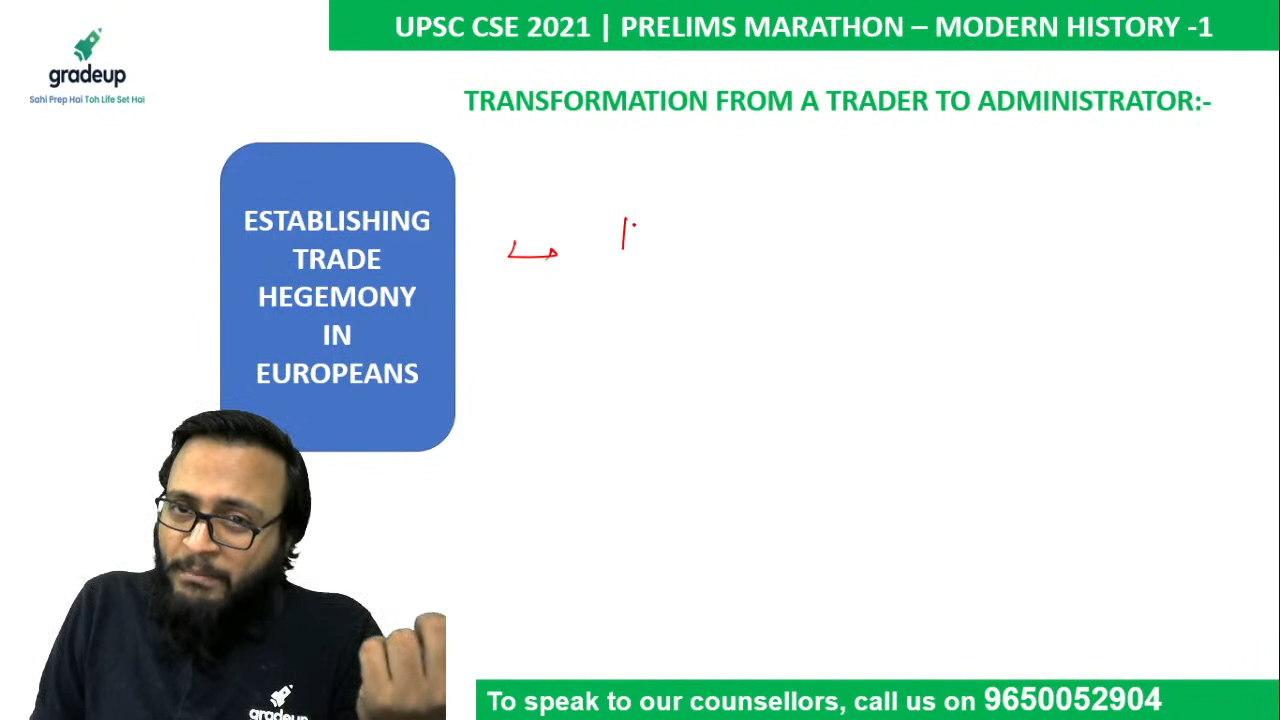 UPSC CSE 2021 | PRELIMS MARATHON – MODERN HISTORY -1
gradeup
Sahi Prep Hai Toh Life Set Hai
TRANSFORMATION FROM A TRADER TO ADMINISTRATOR:-
ESTABLISHING
TRADE
HEGEMONY
IN
EUROPEANS
gradeup
To speak to our counsellors, call us on 9650052904